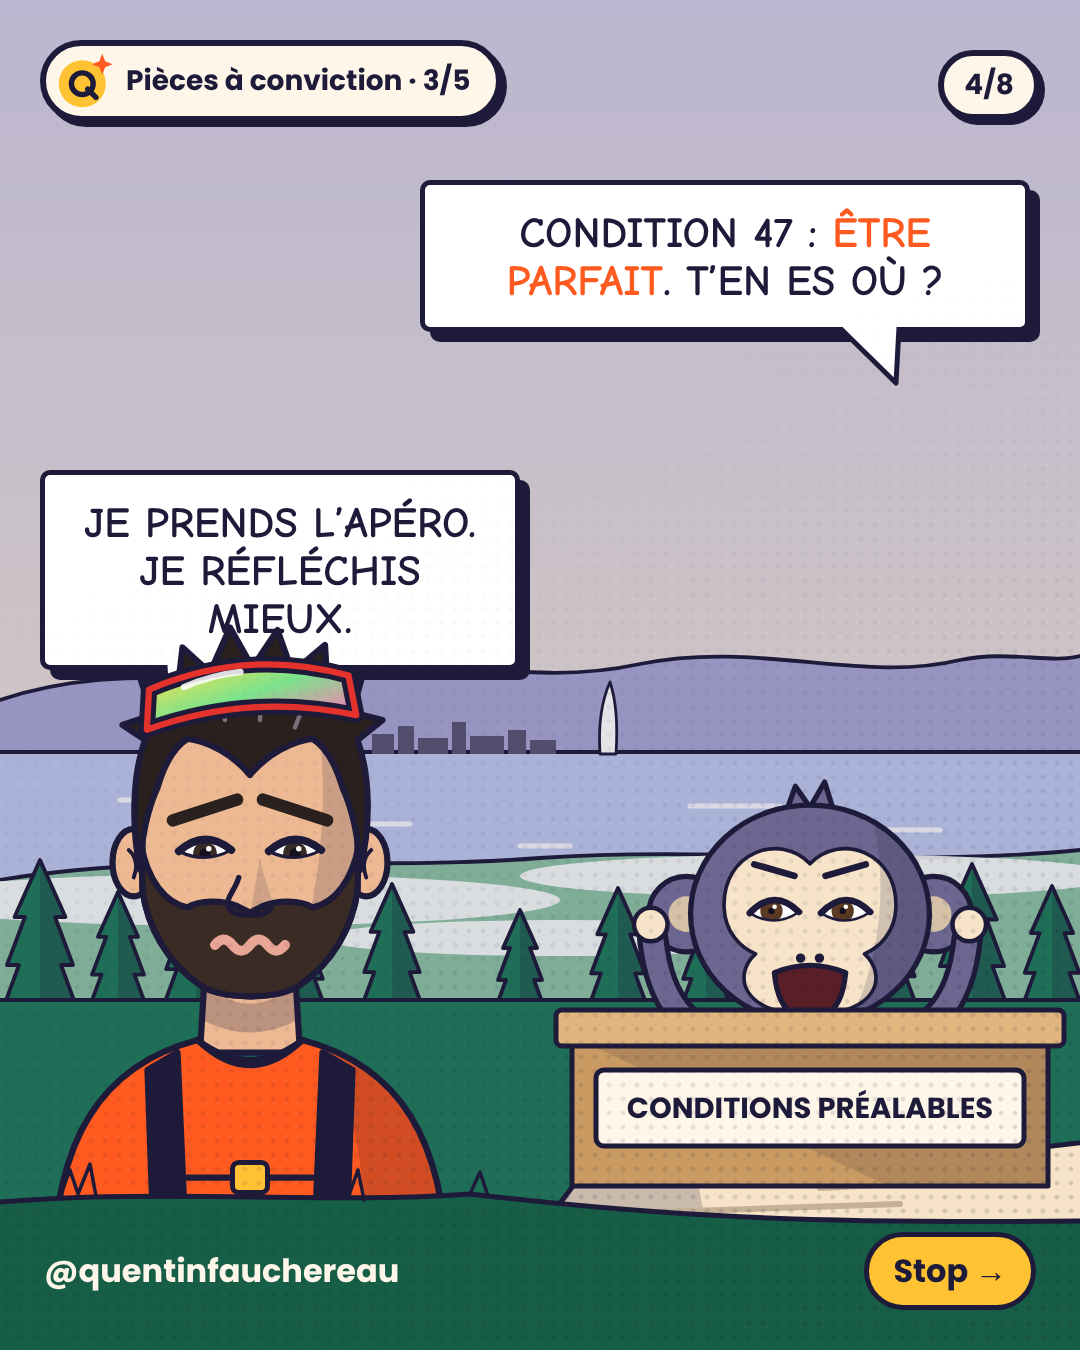 Q Pièces à conviction · 3/5
4/8
CONDITION 47 : ÊTRE
PARFAIT. T'EN ES OÙ ?
JE PRENDS L'APÉRO.
JE RÉFLÉCHIS
MIEUX.
CONDITIONS PRÉALABLES
@quentinfauchereau
Stop →